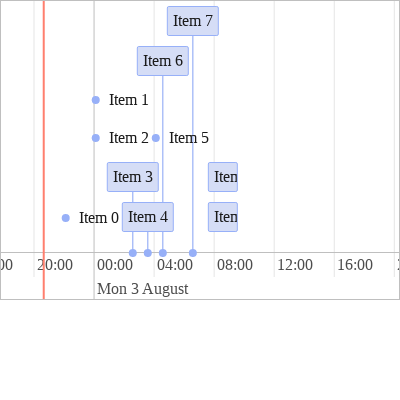 Item 7
Item 6
Item 1
Item 2
Item 5
Item 3
Item 0
Item 4
20:00
00:00
04:00
08:00
12:00
16:00
Mon 3 August